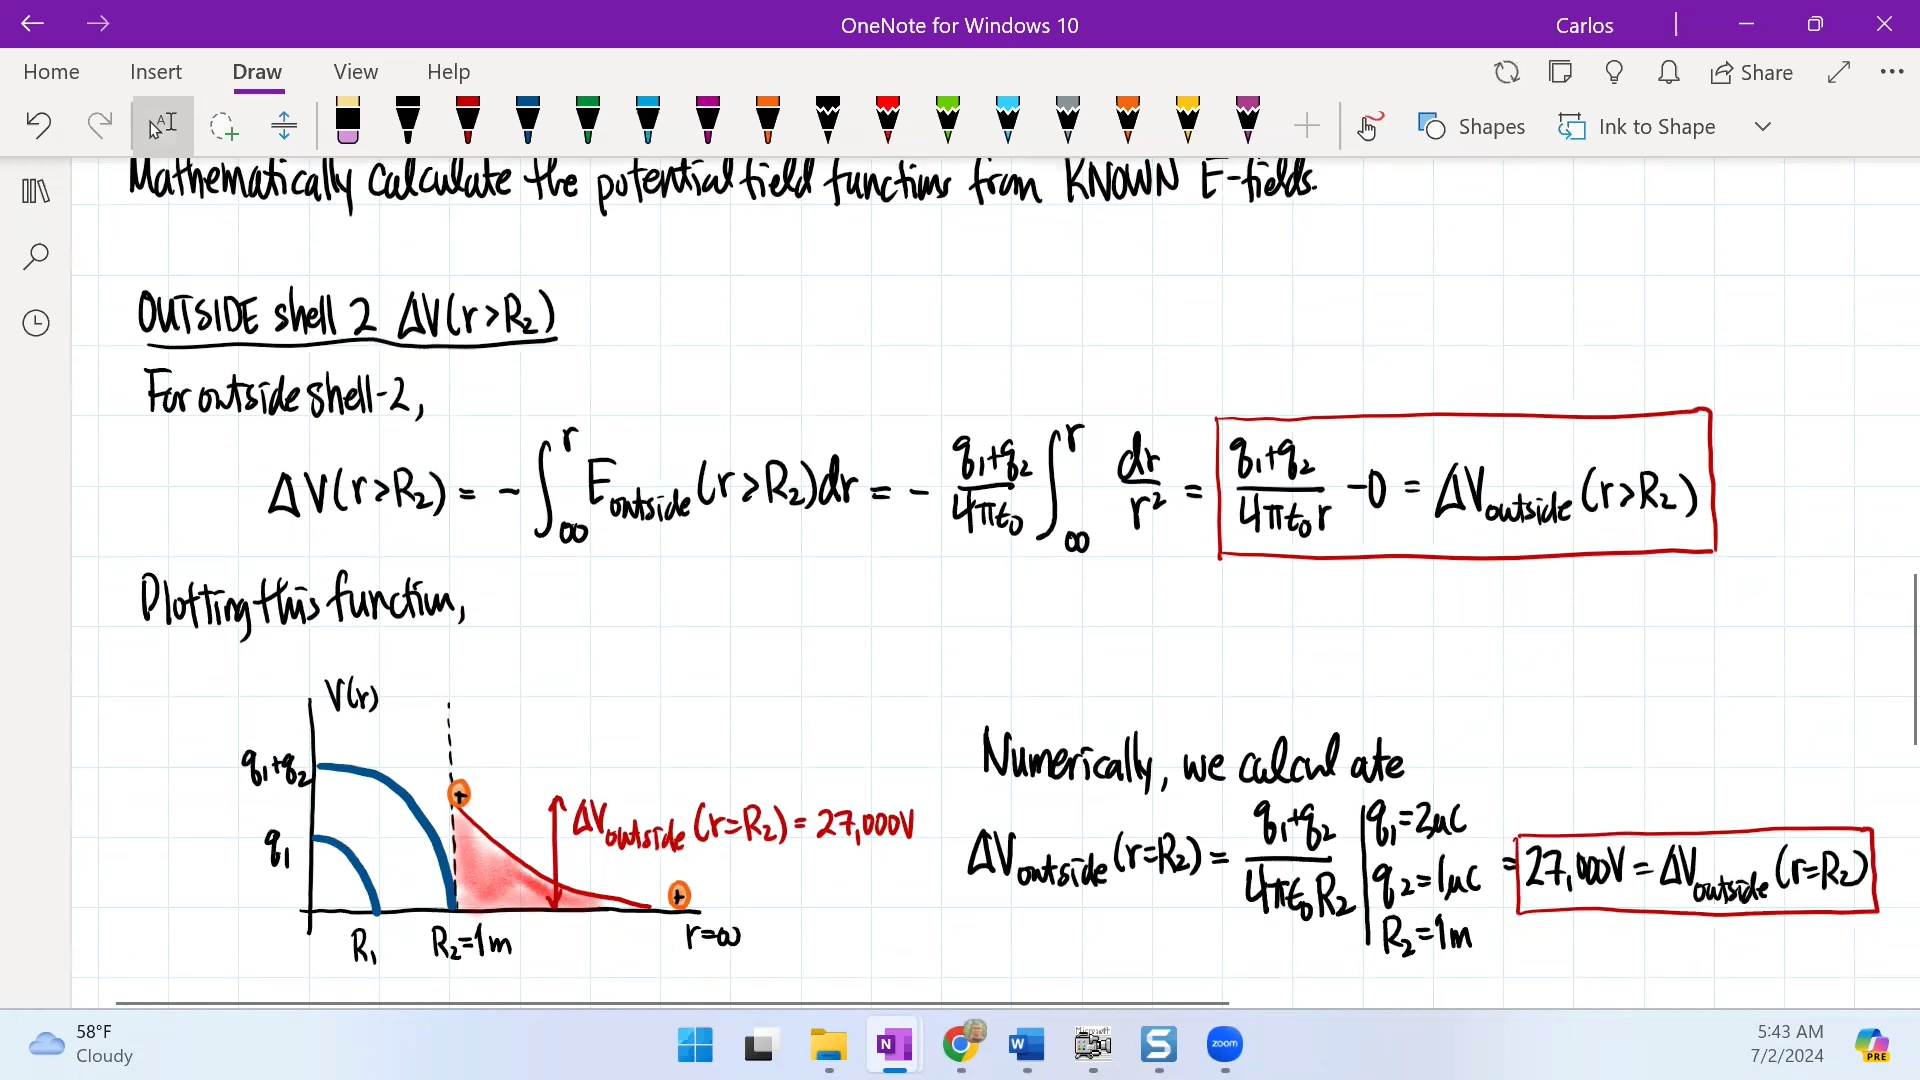 OneNote for Windows 10
Carlos
Home Insert Draw View Help
Share
Shapes
Ink to Shape
Mathematically calculate the potential field functions from KNOWN E-fields.
OUTSIDE shell 2 ΔV(r>R₂)
For outside shell-2,
ΔV(r>R₂) = - ∫_∞^r E_outside (r>R₂)dr = - (q₁+q₂)/(4πε₀) ∫_∞^r dr/r² = (q₁+q₂)/(4πε₀r) -0 = ΔV_outside (r>R₂)
Plotting this function,
V(r)
q₁+q₂
q₁
+
ΔV_outside (r=R₂) = 27,000V
+
R₁
R₂=1m
r=∞
Numerically, we calculate
ΔV_outside (r=R₂) = (q₁+q₂)/(4πε₀R₂) | q₁=2μC q₂=1μC R₂=1m = 27,000V = ΔV_outside (r=R₂)
58°F
Cloudy
Microsoft
zoom
5:43 AM
7/2/2024
PRE